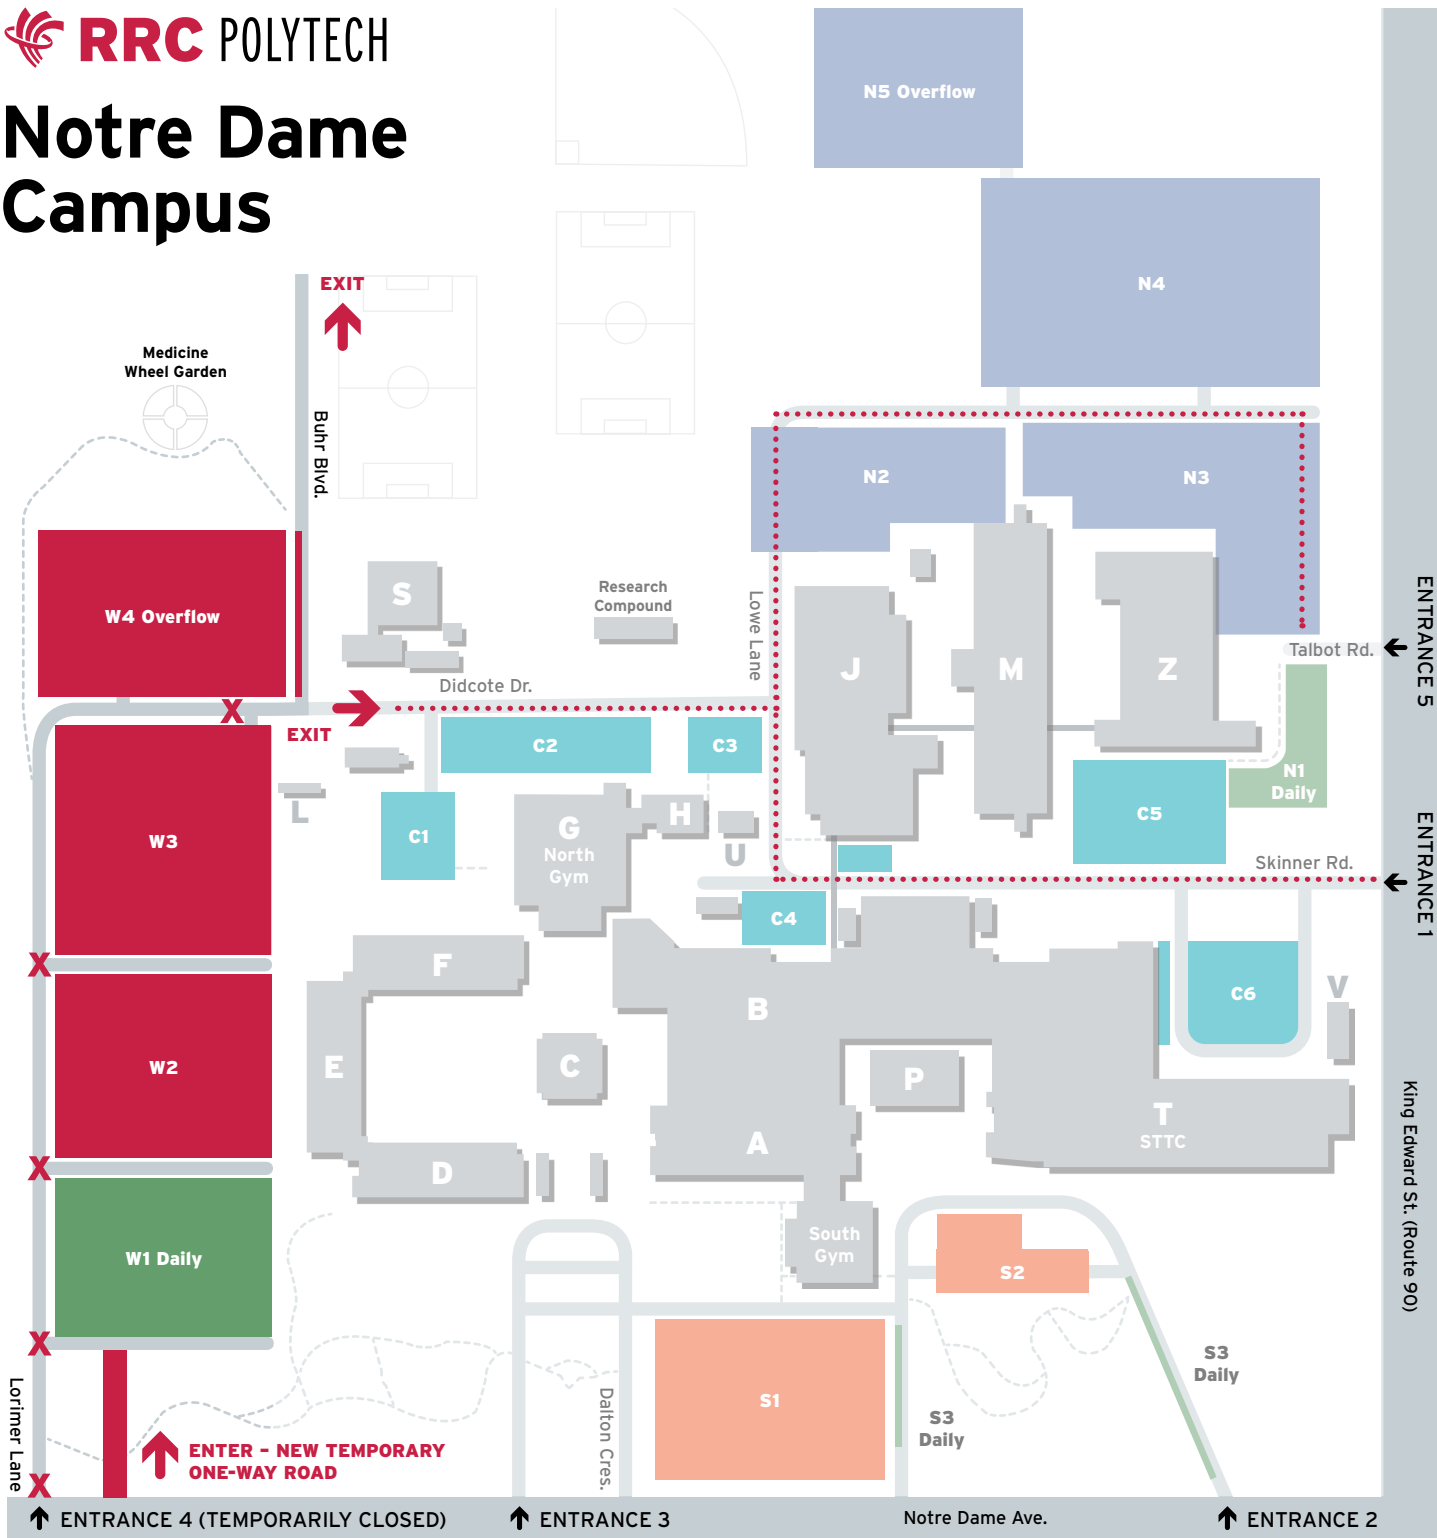 RRC POLYTECH
Notre Dame
Campus
N5 Overflow
N4
EXIT
Medicine
Wheel Garden
Buhr Blvd.
N2
N3
W4 Overflow
S
Research
Compound
Lowe Lane
J
M
Z
Talbot Rd.
ENTRANCE 5
Didcote Dr.
X
EXIT
C2
C3
N1
Daily
L
W3
C1
G
North
Gym
H
U
C5
Skinner Rd.
ENTRANCE 1
C4
X
F
B
C6
V
W2
E
C
P
T
STTC
King Edward St. (Route 90)
A
X
D
W1 Daily
South
Gym
S2
X
S3
Daily
Lorimer Lane
Dalton Cres.
S1
S3
Daily
ENTER – NEW TEMPORARY
ONE-WAY ROAD
X
ENTRANCE 4 (TEMPORARILY CLOSED)
ENTRANCE 3
Notre Dame Ave.
ENTRANCE 2